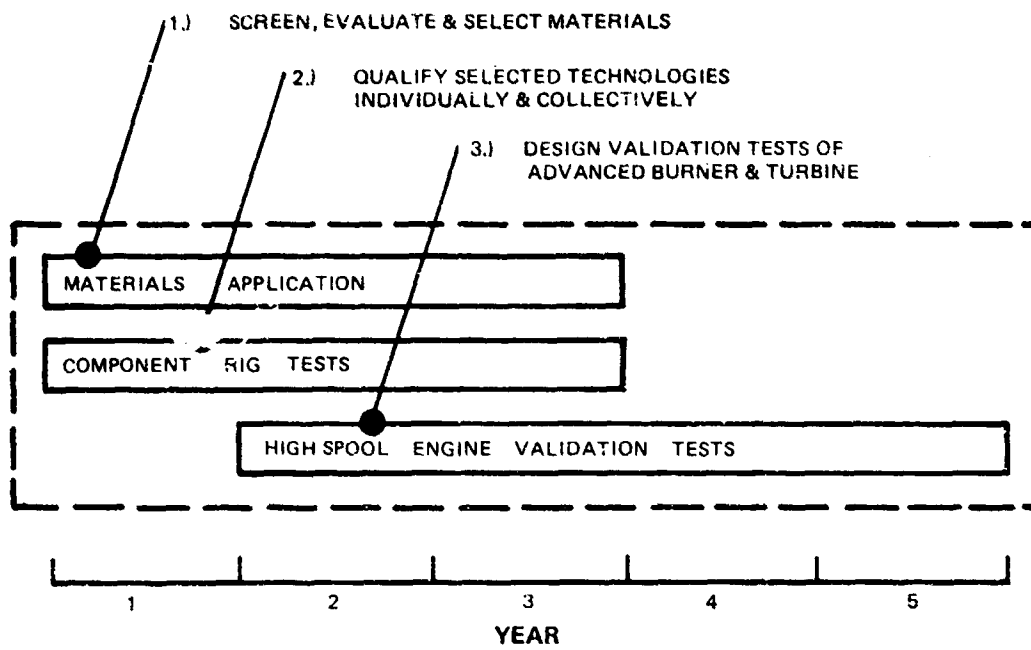 1.) SCREEN, EVALUATE & SELECT MATERIALS
2.) QUALIFY SELECTED TECHNOLOGIES
INDIVIDUALLY & COLLECTIVELY
3.) DESIGN VALIDATION TESTS OF
ADVANCED BURNER & TURBINE
MATERIALS APPLICATION
COMPONENT RIG TESTS
HIGH SPOOL ENGINE VALIDATION TESTS
1 2 3 4 5
YEAR